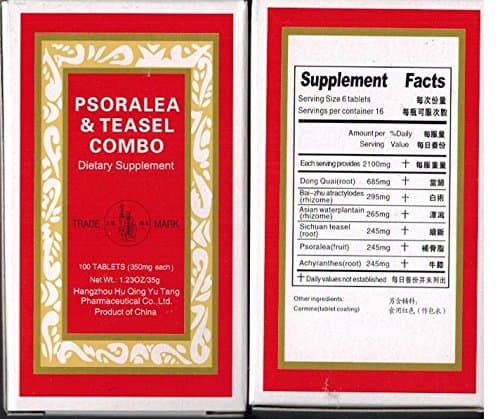 PSORALEA
& TEASEL
COMBO
Dietary Supplement
TRADE MARK
100 TABLETS (350mg each)
Net Wt.: 1.23OZ/35g
Hangzhou Hu Qing Yu Tang
Pharmaceutical Co.,Ltd.
Product of China
Supplement Facts
Serving Size 6 tablets 每次份量
Servings per container 16 每瓶可服次數
Amount per %Daily 每服量
Serving Value 每日番份
Each serving provides 2100mg † 每服重量
Dong Quai(root) 685mg † 當歸
Bai-zhu atractylodes
(rhizome) 295mg † 白術
Asian waterplantain
(rhizome) 265mg † 澤瀉
Sichuan teasel
(root) 245mg † 續斷
Psoralea(fruit) 245mg † 補骨脂
Achyranthes(root) 245mg † 牛膝
† Daily values not established 每日番份并未列出
Other ingredients: 另含輔料:
Carmine(tablet coating) 食用红色（作包衣）